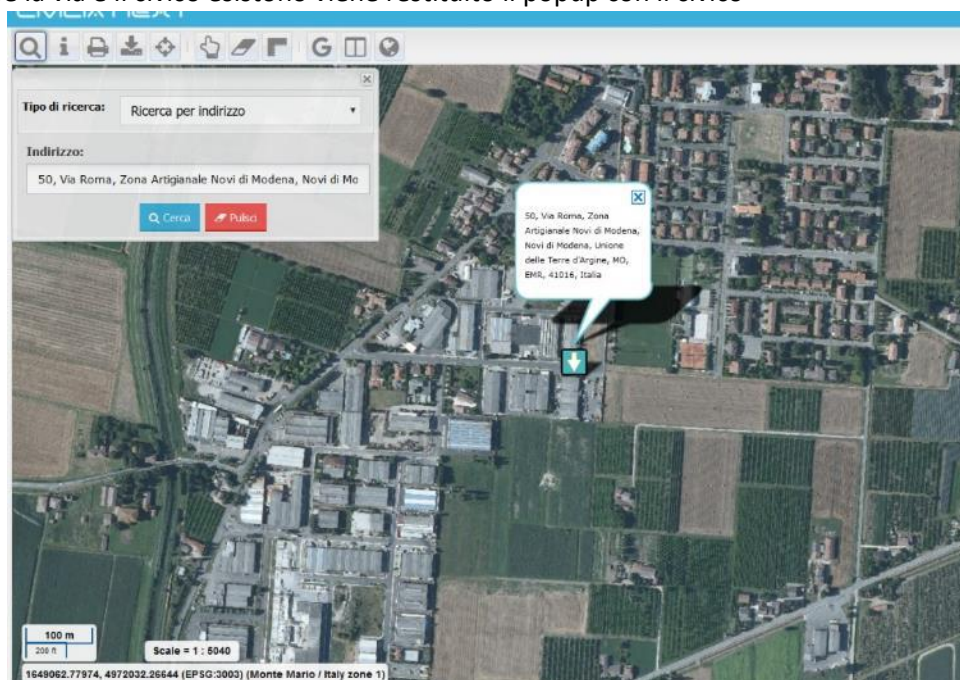 la via e il civico esistono viene restituito il popup con il civico
Tipo di ricerca:
Ricerca per indirizzo
Indirizzo:
50, Via Roma, Zona Artigianale Novi di Modena, Novi di Mo
Cerca
Pulisci
50, Via Roma, Zona
Artigianale Novi di Modena,
Novi di Modena, Unione
delle Terre d'Argine, MO,
EMR, 41016, Italia
100 m
200 ft
Scale = 1 : 5040
1649062.77974, 4972032.26644 (EPSG:3003) (Monte Mario / Italy zone 1)